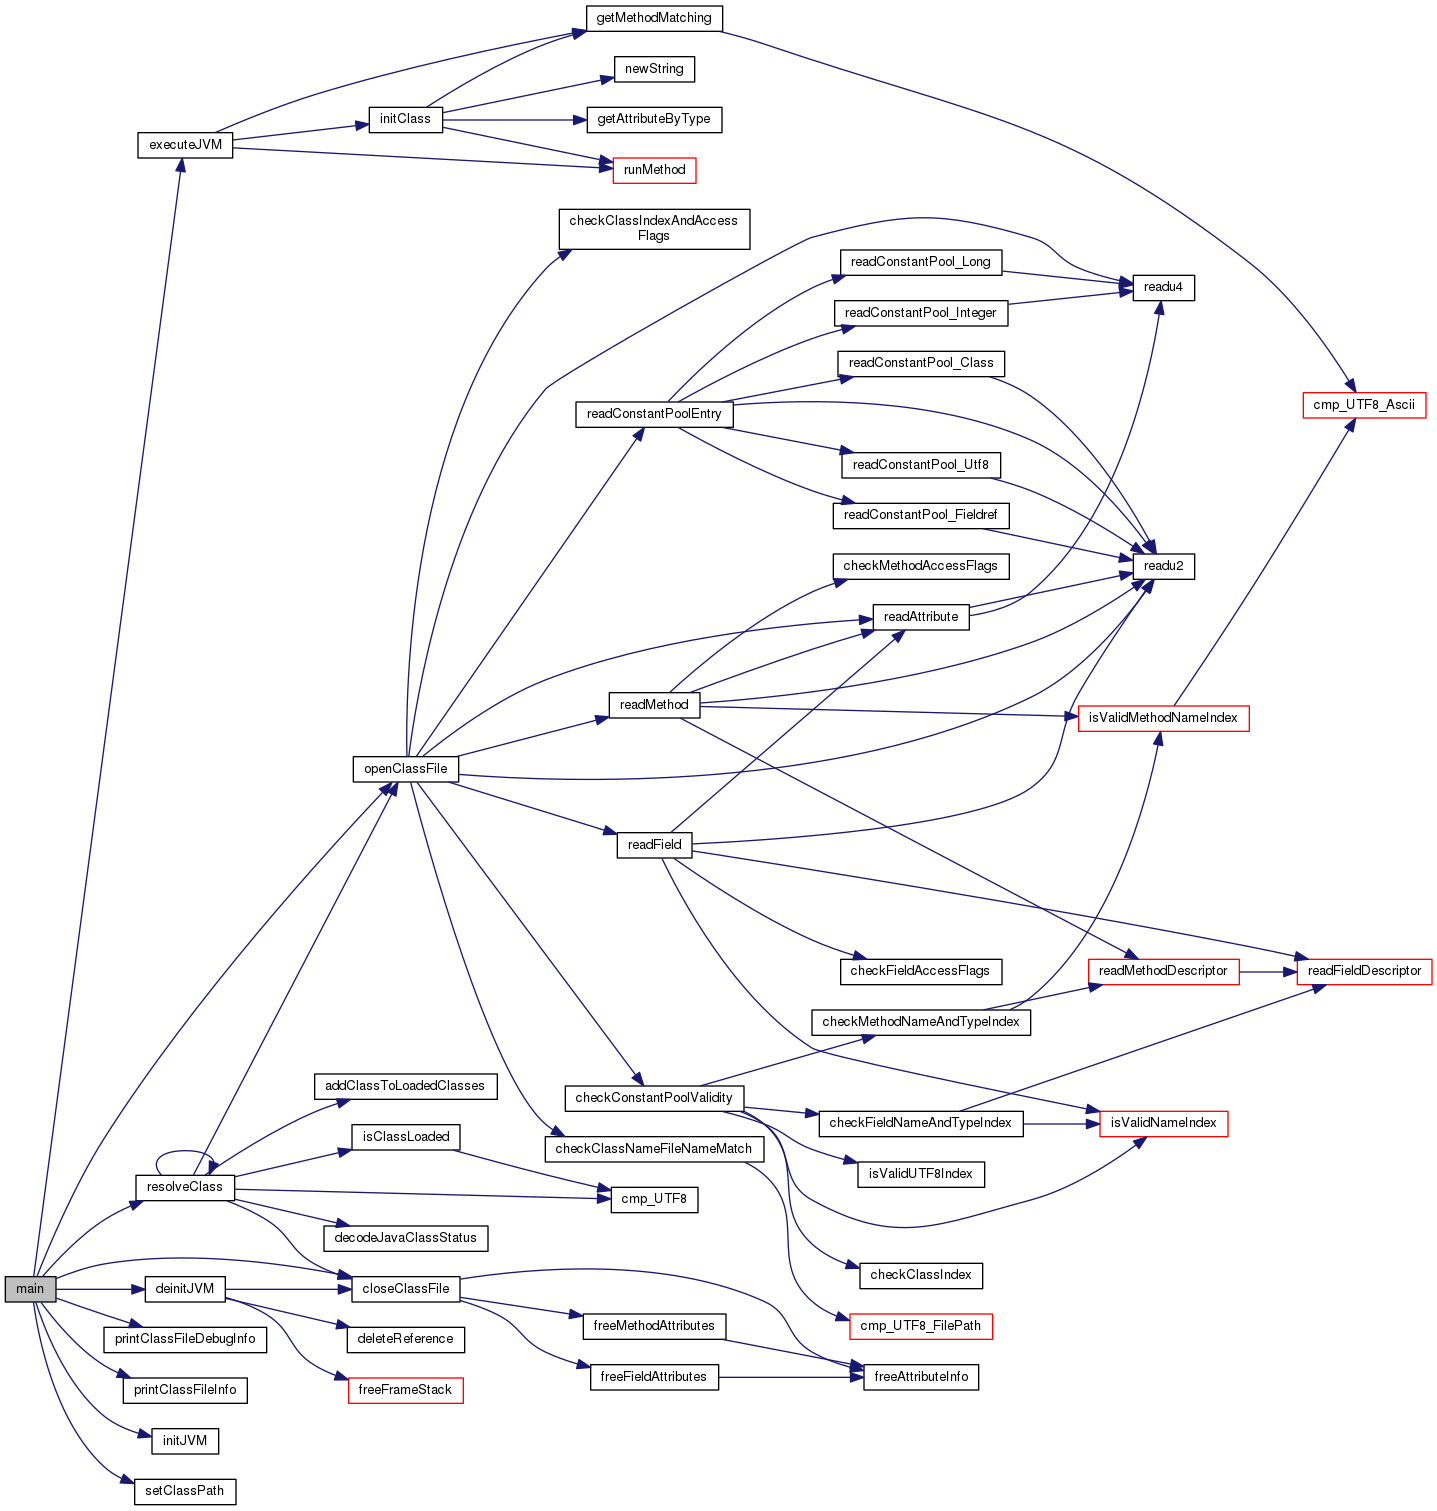 getMethodMatching
newString
initClass
getAttributeByType
executeJVM
runMethod
checkClassIndexAndAccess
Flags
readConstantPool_Long
readu4
readConstantPool_Integer
readConstantPool_Class
cmp_UTF8_Ascii
readConstantPoolEntry
readConstantPool_Utf8
readConstantPool_Fieldref
checkMethodAccessFlags
readu2
readAttribute
readMethod
isValidMethodNameIndex
openClassFile
readField
checkFieldAccessFlags
readMethodDescriptor
readFieldDescriptor
checkMethodNameAndTypeIndex
addClassToLoadedClasses
checkConstantPoolValidity
checkFieldNameAndTypeIndex
isValidNameIndex
isClassLoaded
checkClassNameFileNameMatch
isValidUTF8Index
resolveClass
cmp_UTF8
decodeJavaClassStatus
checkClassIndex
main
deinitJVM
closeClassFile
printClassFileDebugInfo
deleteReference
freeMethodAttributes
cmp_UTF8_FilePath
printClassFileInfo
freeFrameStack
freeFieldAttributes
freeAttributeInfo
initJVM
setClassPath